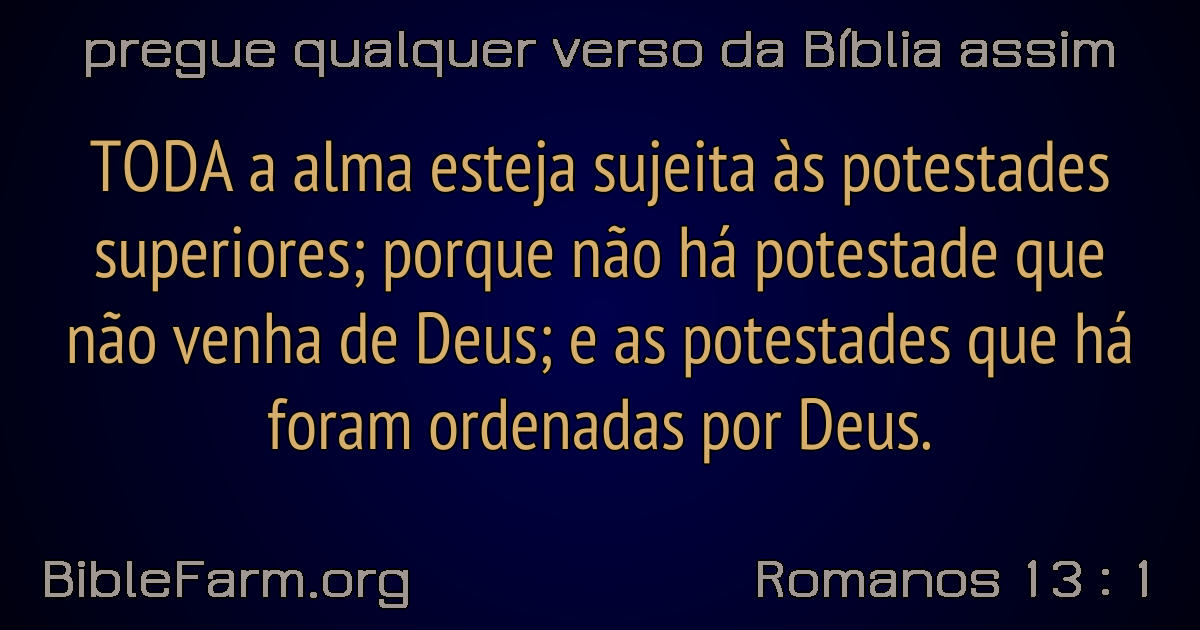 pregue qualquer verso da Bíblia assim
TODA a alma esteja sujeita às potestades
superiores; porque não há potestade que
não venha de Deus; e as potestades que há
foram ordenadas por Deus.
BibleFarm.org
Romanos 13 : 1